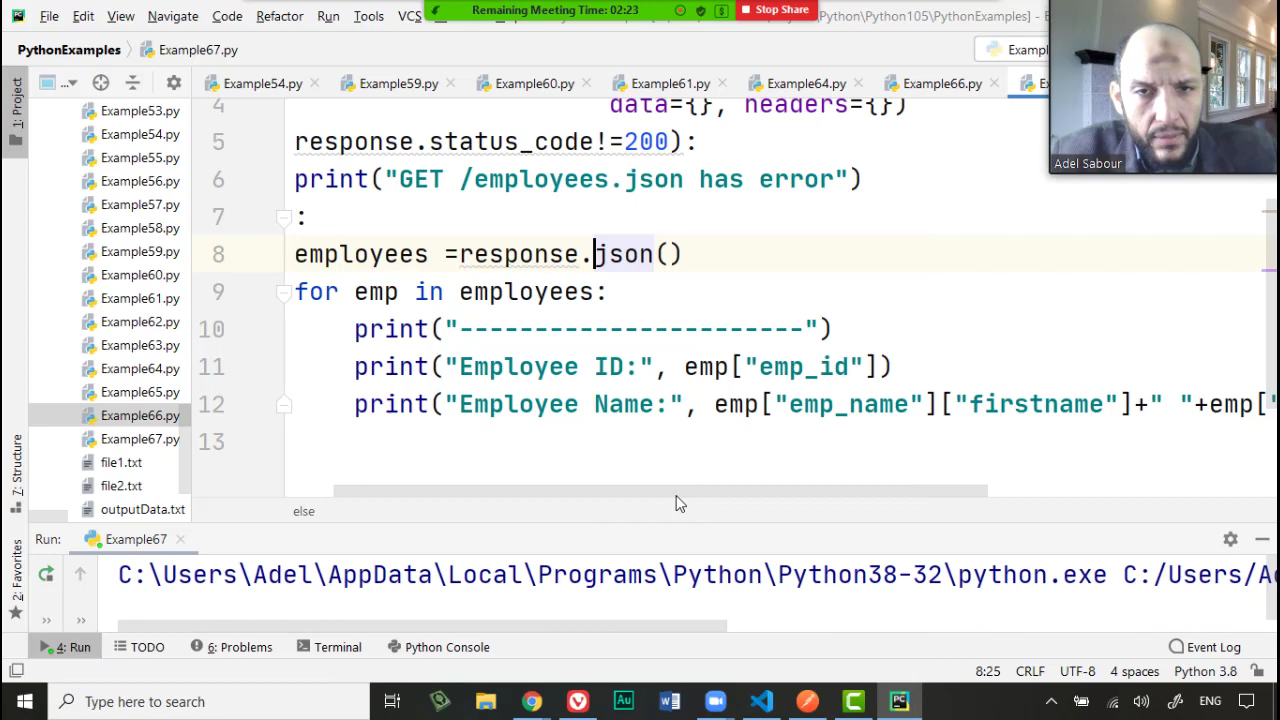 File Edit View Navigate Code Refactor Run Tools VCS
Remaining Meeting Time: 02:23
Stop Share
\Python\Python105\PythonExamples]
PythonExamples
Example67.py
Example54.py
Example59.py
Example60.py
Example61.py
Example64.py
Example66.py
1: Project
Example53.py
Example54.py
Example55.py
Example56.py
Example57.py
Example58.py
Example59.py
Example60.py
Example61.py
Example62.py
Example63.py
Example64.py
Example65.py
Example66.py
Example67.py
file1.txt
file2.txt
outputData.txt
4 data={}, headers={})
5 response.status_code!=200):
6 print("GET /employees.json has error")
7 :
8 employees =response.json()
9 for emp in employees:
10 print("-----------------------")
11 print("Employee ID:", emp["emp_id"])
12 print("Employee Name:", emp["emp_name"]["firstname"]+" "+emp["
13
else
Adel Sabour
7: Structure
2: Favorites
Run: Example67
C:\Users\Adel\AppData\Local\Programs\Python\Python38-32\python.exe C:/Users/
4: Run TODO 6: Problems Terminal Python Console Event Log
8:25 CRLF UTF-8 4 spaces Python 3.8
Type here to search
ENG